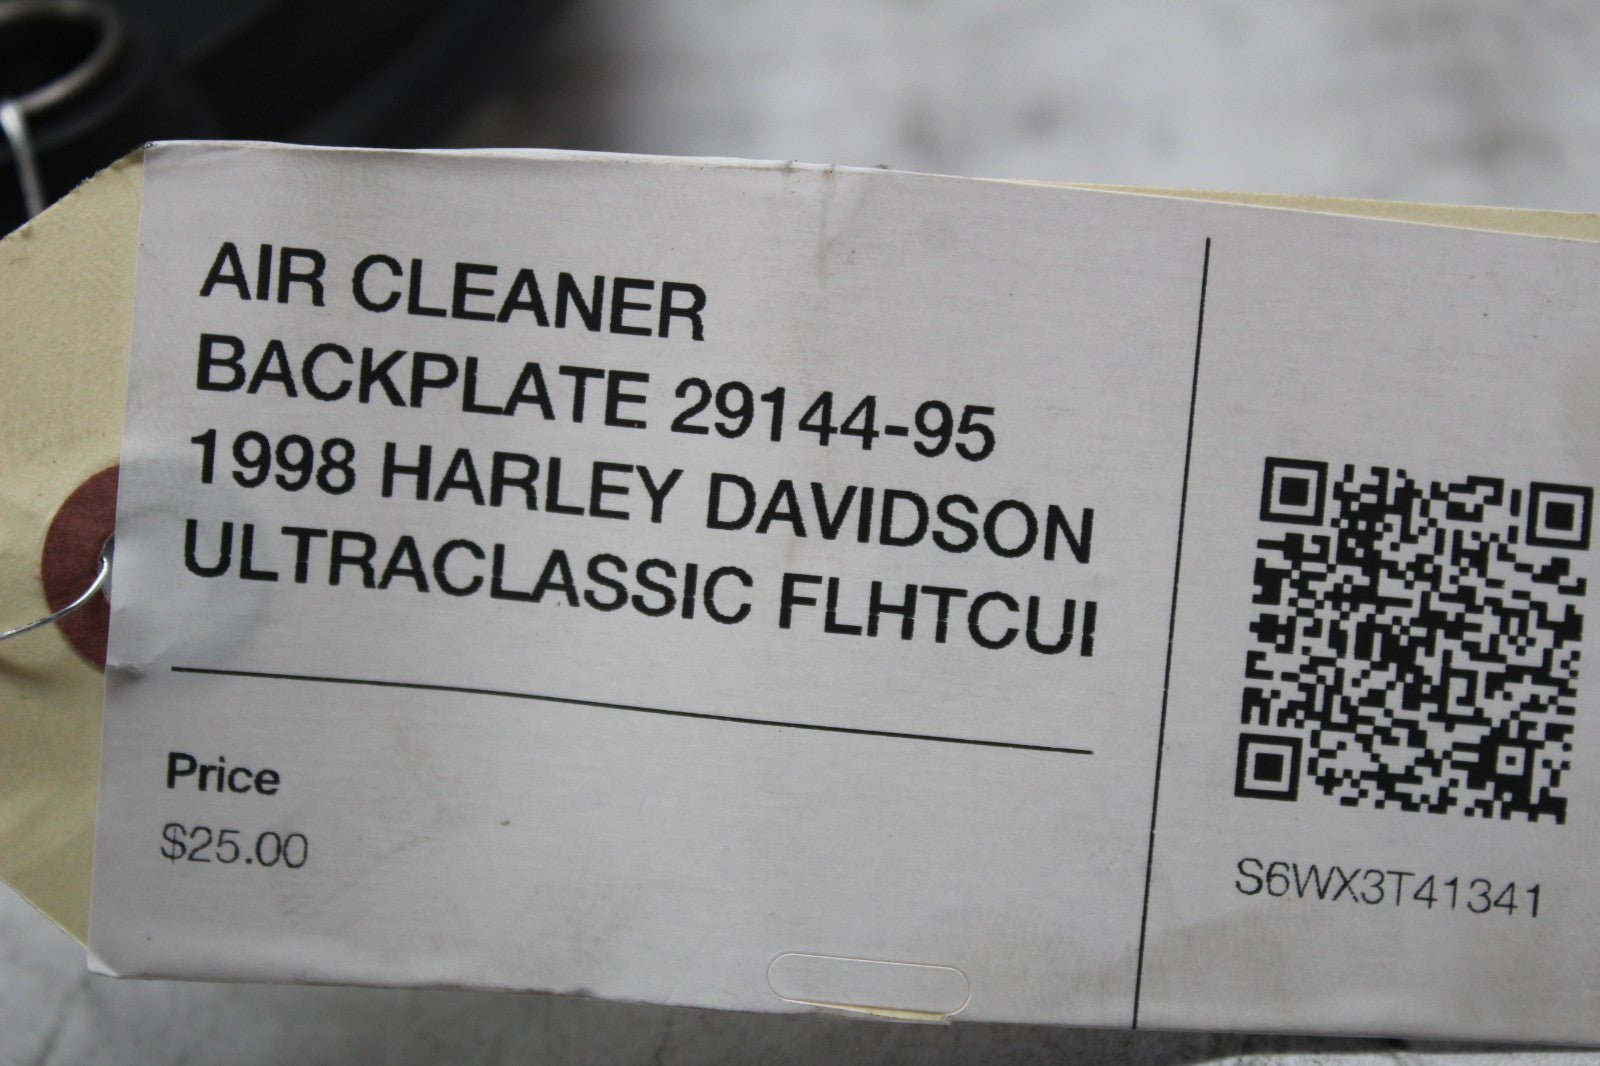 AIR CLEANER
BACKPLATE 29144-95
1998 HARLEY DAVIDSON
ULTRACLASSIC FLHTCUI
Price
$25.00
S6WX3T41341